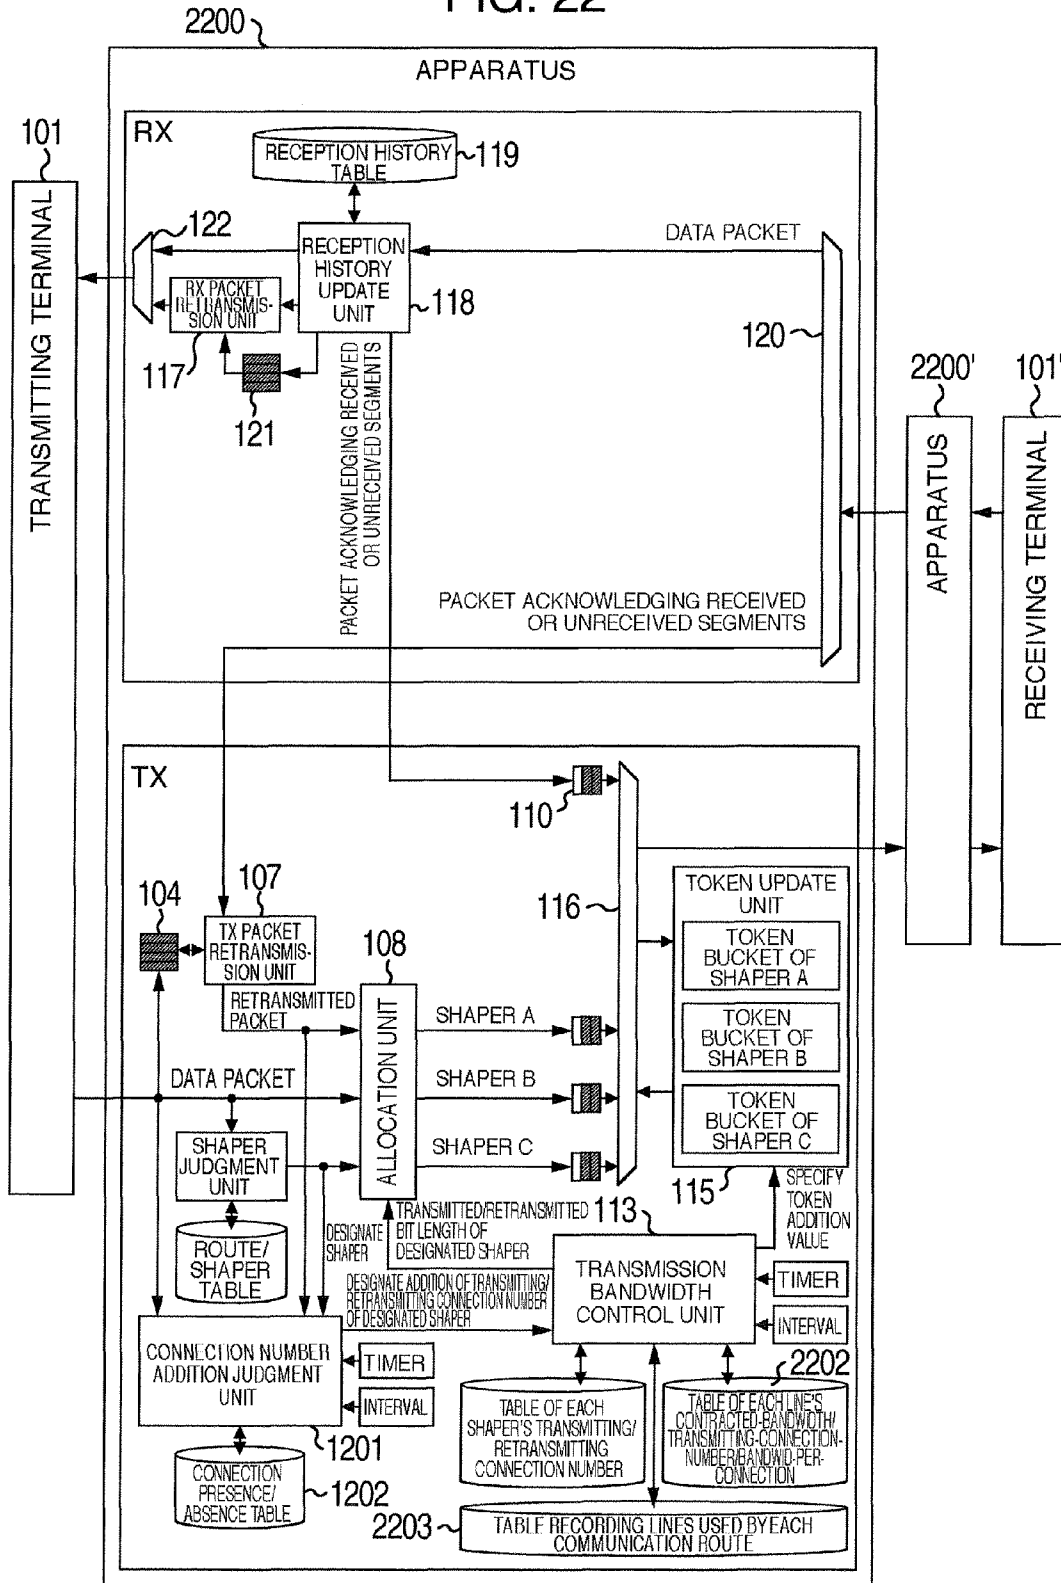 FIG. 22
2200
APPARATUS
RX
101
TRANSMITTING TERMINAL
RECEPTION HISTORY
TABLE
119
122
RECEPTION
HISTORY
UPDATE
UNIT
118
DATA PACKET
RX PACKET
RETRANSMIS-
SION UNIT
117
121
120
PACKET ACKNOWLEDGING RECEIVED
OR UNRECEIVED SEGMENTS
PACKET ACKNOWLEDGING RECEIVED
OR UNRECEIVED SEGMENTS
2200'
APPARATUS
101'
RECEIVING TERMINAL
TX
110
116
104
107
TX PACKET
RETRANSMIS-
SION UNIT
RETRANSMITTED
PACKET
108
ALLOCATION UNIT
SHAPER A
SHAPER B
SHAPER C
TOKEN UPDATE
UNIT
TOKEN
BUCKET OF
SHAPER A
TOKEN
BUCKET OF
SHAPER B
TOKEN
BUCKET OF
SHAPER C
115
SPECIFY
TOKEN
ADDITION
VALUE
DATA PACKET
SHAPER
JUDGMENT
UNIT
ROUTE/
SHAPER
TABLE
DESIGNATE
SHAPER
TRANSMITTED/RETRANSMITTED
BIT LENGTH OF
DESIGNATED SHAPER
113
DESIGNATE ADDITION OF TRANSMITTING/
RETRANSMITTING CONNECTION NUMBER
OF DESIGNATED SHAPER
TRANSMISSION
BANDWIDTH
CONTROL UNIT
TIMER
INTERVAL
CONNECTION NUMBER
ADDITION JUDGMENT
UNIT
TIMER
INTERVAL
1201
CONNECTION
PRESENCE/
ABSENCE TABLE
1202
TABLE OF EACH
SHAPER'S TRANSMITTING/
RETRANSMITTING
CONNECTION NUMBER
2202
TABLE OF EACH LINE'S
CONTRACTED-BANDWIDTH/
TRANSMITTING-CONNECTION-
NUMBER/BANDWID-PER-
CONNECTION
2203
TABLE RECORDING LINES USED BY EACH
COMMUNICATION ROUTE